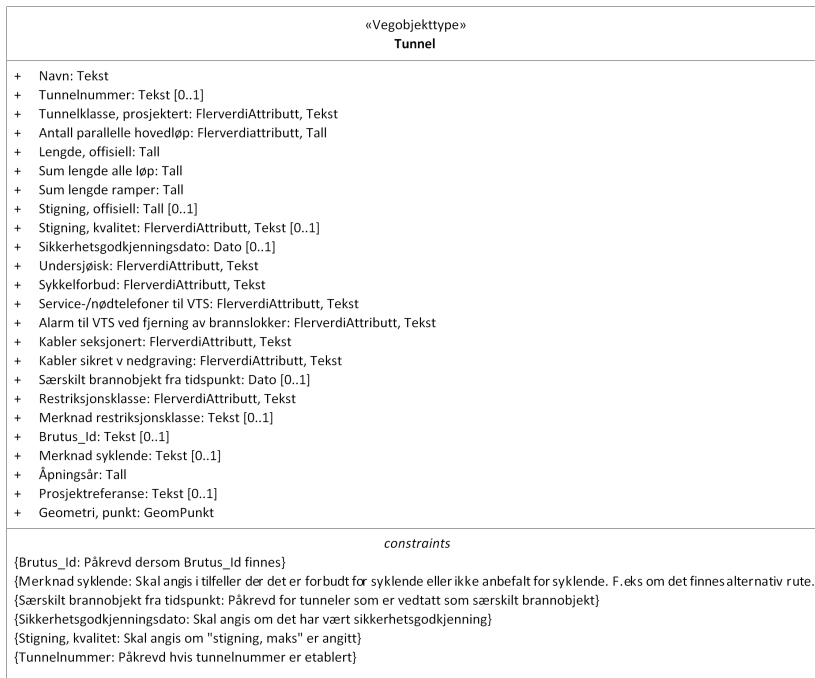 «Vegobjekttype»
Tunnel
+ Navn: Tekst
+ Tunnelnummer: Tekst [0..1]
+ Tunnelklasse, prosjektert: FlerverdiAttributt, Tekst
+ Antall parallelle hovedløp: Flerverdiattributt, Tall
+ Lengde, offisiell: Tall
+ Sum lengde alle løp: Tall
+ Sum lengde ramper: Tall
+ Stigning, offisiell: Tall [0..1]
+ Stigning, kvalitet: FlerverdiAttributt, Tekst [0..1]
+ Sikkerhetsgodkjenningsdato: Dato [0..1]
+ Undersjøisk: FlerverdiAttributt, Tekst
+ Sykkelforbud: FlerverdiAttributt, Tekst
+ Service-/nødtelefoner til VTS: FlerverdiAttributt, Tekst
+ Alarm til VTS ved fjerning av brannslokker: FlerverdiAttributt, Tekst
+ Kabler seksjonert: FlerverdiAttributt, Tekst
+ Kabler sikret v nedgraving: FlerverdiAttributt, Tekst
+ Særskilt brannobjekt fra tidspunkt: Dato [0..1]
+ Restriksjonsklasse: FlerverdiAttributt, Tekst
+ Merknad restriksjonsklasse: Tekst [0..1]
+ Brutus_Id: Tekst [0..1]
+ Merknad syklende: Tekst [0..1]
+ Åpningsår: Tall
+ Prosjektreferanse: Tekst [0..1]
+ Geometri, punkt: GeomPunkt
constraints
{Brutus_Id: Påkrevd dersom Brutus_Id finnes}
{Merknad syklende: Skal angis i tilfeller der det er forbudt for syklende eller ikke anbefalt for syklende. F.eks om det finnes alternativ rute.
{Særskilt brannobjekt fra tidspunkt: Påkrevd for tunneler som er vedtatt som særskilt brannobjekt}
{Sikkerhetsgodkjenningsdato: Skal angis om det har vært sikkerhetsgodkjenning}
{Stigning, kvalitet: Skal angis om "stigning, maks" er angitt}
{Tunnelnummer: Påkrevd hvis tunnelnummer er etablert}